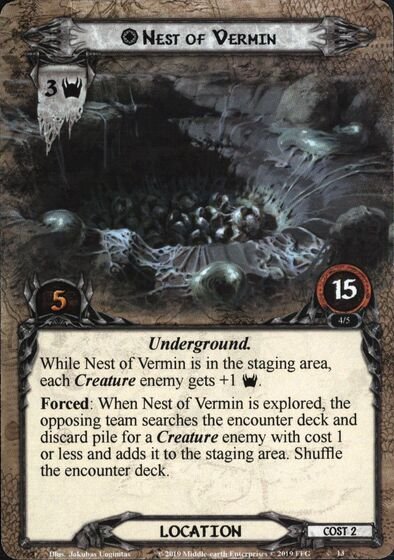 NEST OF VERMIN
3
5
15
4/5
Underground.
While Nest of Vermin is in the staging area,
each Creature enemy gets +1
Forced: When Nest of Vermin is explored, the
opposing team searches the encounter deck and
discard pile for a Creature enemy with cost 1
or less and adds it to the staging area. Shuffle
the encounter deck.
LOCATION
COST 2
Illus. Jokubas Uoginitas
© 2019 Middle-earth Enterprises © 2019 FFG
13